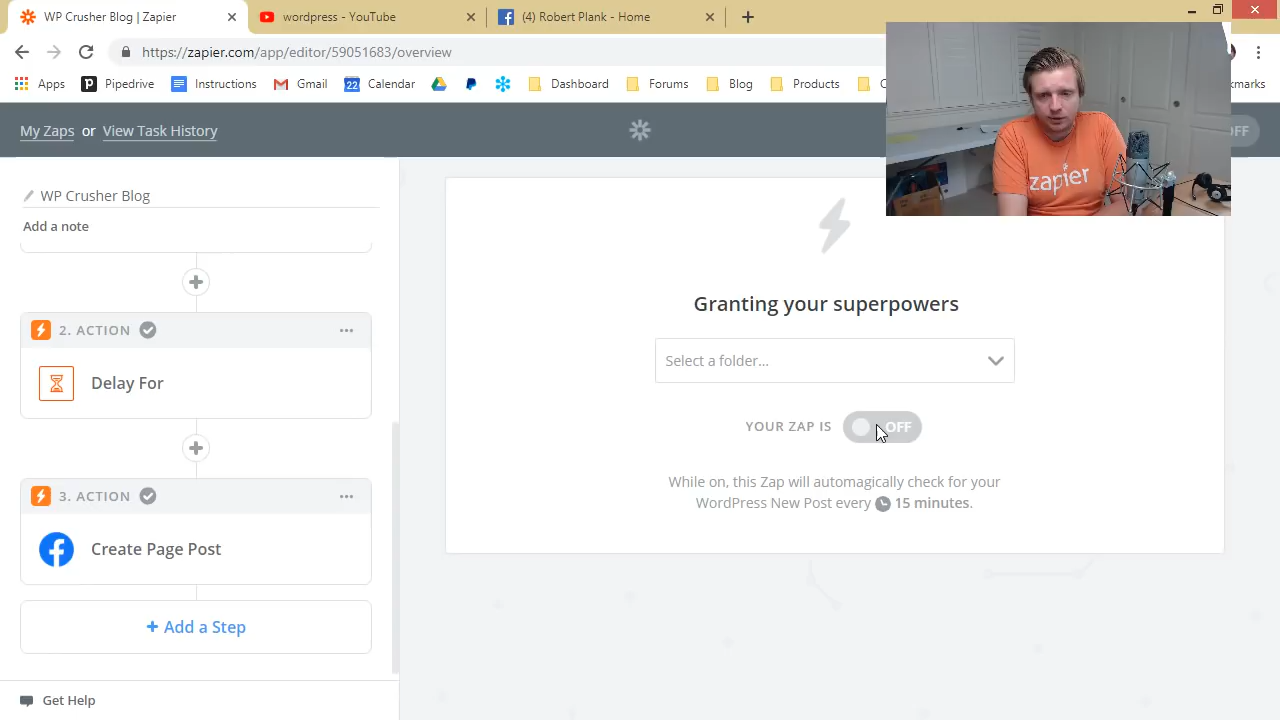 WP Crusher Blog | Zapier
wordpress - YouTube
(4) Robert Plank - Home
https://zapier.com/app/editor/59051683/overview
Apps
Pipedrive
Instructions
Gmail
22
Calendar
Dashboard
Forums
Blog
Products
kmarks
My Zaps or View Task History
OFF
WP Crusher Blog
Add a note
2. ACTION
Delay For
3. ACTION
Create Page Post
+ Add a Step
Get Help
Granting your superpowers
Select a folder...
YOUR ZAP IS OFF
While on, this Zap will automagically check for your
WordPress New Post every 15 minutes.
zapier